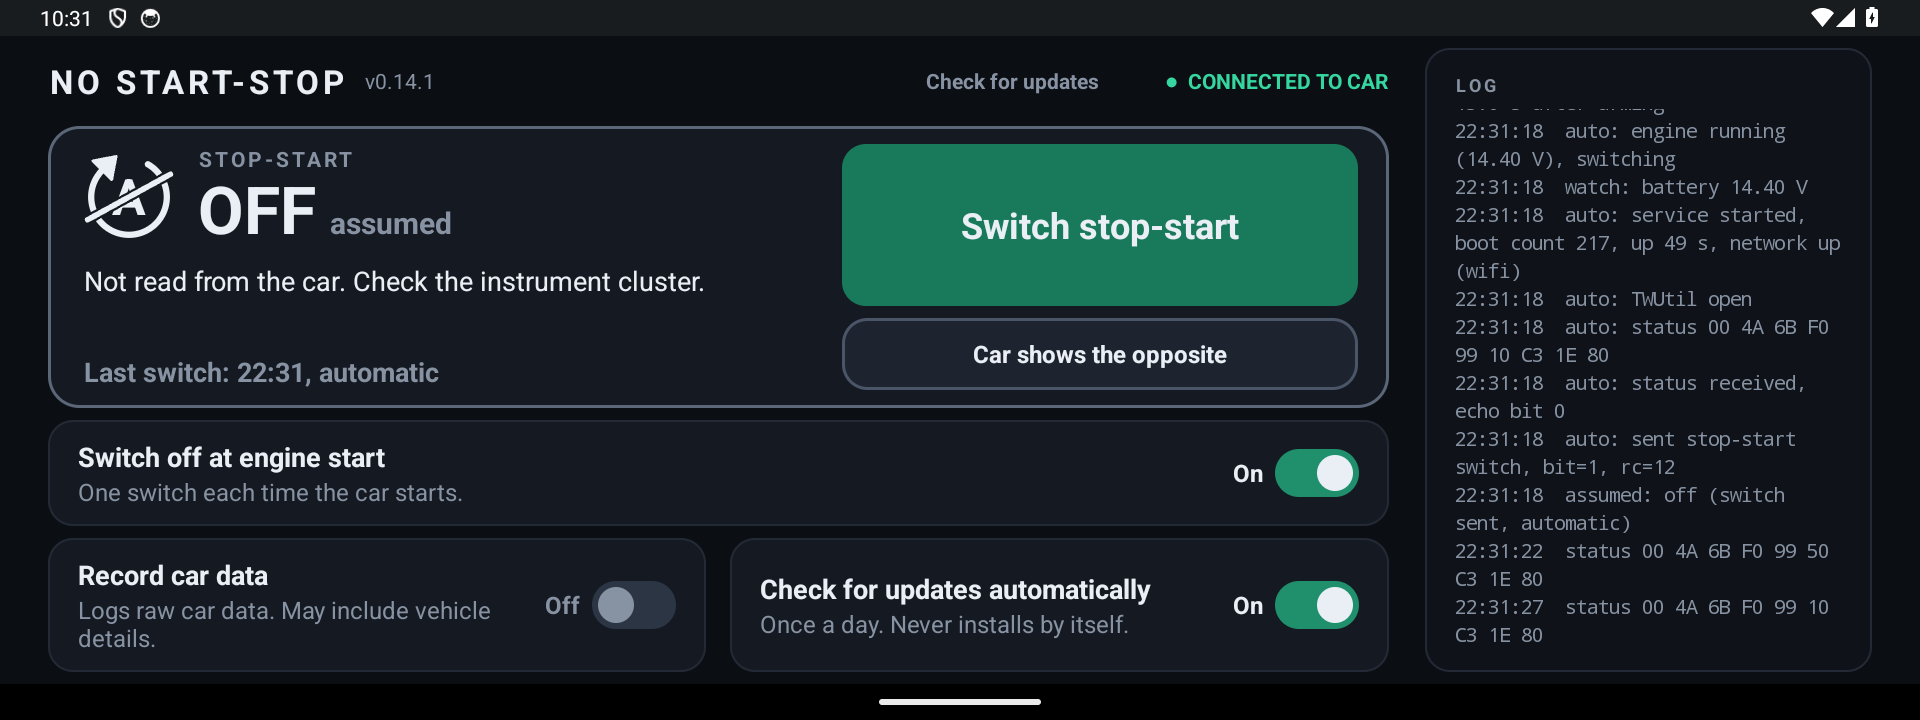 10:31
NO START-STOP v0.14.1
Check for updates
CONNECTED TO CAR
A
STOP-START
OFF assumed
Not read from the car. Check the instrument cluster.
Last switch: 22:31, automatic
Switch stop-start
Car shows the opposite
Switch off at engine start
One switch each time the car starts.
On
Record car data
Logs raw car data. May include vehicle
details.
Off
Check for updates automatically
Once a day. Never installs by itself.
On
LOG
22:31:18 auto: engine running
(14.40 V), switching
22:31:18 watch: battery 14.40 V
22:31:18 auto: service started,
boot count 217, up 49 s, network up
(wifi)
22:31:18 auto: TWUtil open
22:31:18 auto: status 00 4A 6B F0
99 10 C3 1E 80
22:31:18 auto: status received,
echo bit 0
22:31:18 auto: sent stop-start
switch, bit=1, rc=12
22:31:18 assumed: off (switch
sent, automatic)
22:31:22 status 00 4A 6B F0 99 50
C3 1E 80
22:31:27 status 00 4A 6B F0 99 10
C3 1E 80